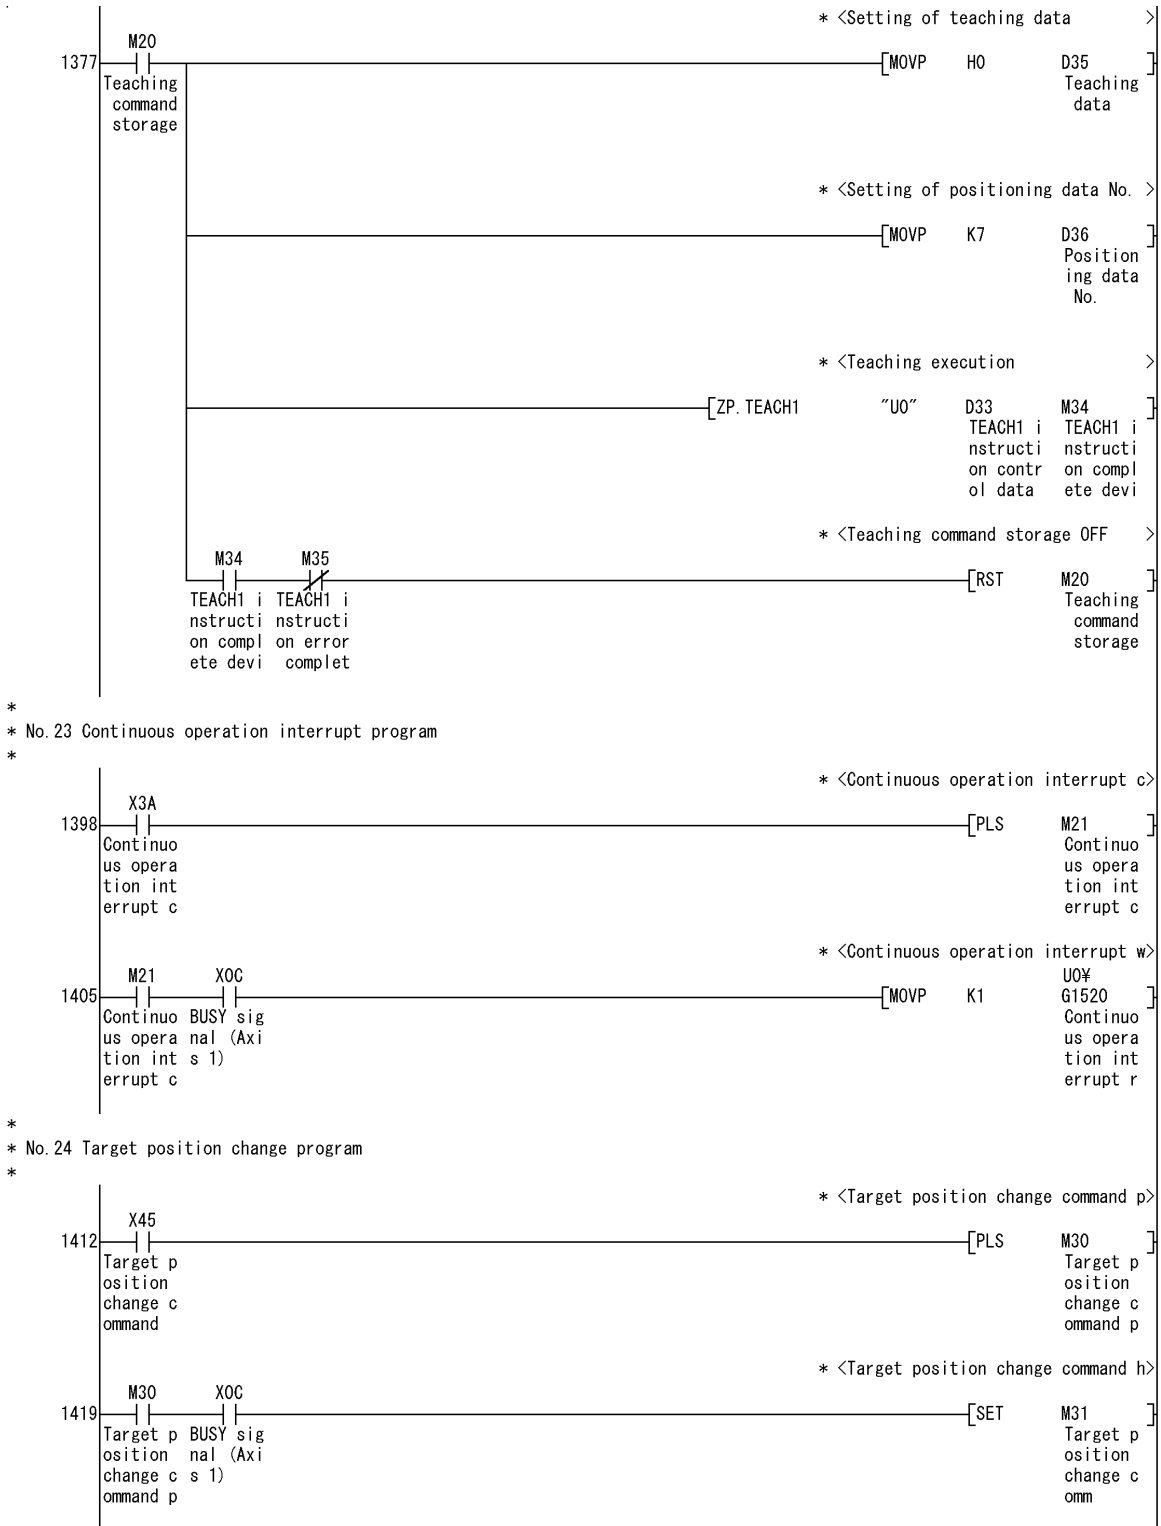 * <Setting of teaching data >
M20
1377 [MOVP H0 D35 ]
Teaching Teaching
command data
storage
* <Setting of positioning data No. >
[MOVP K7 D36 ]
Position
ing data
No.
* <Teaching execution >
[ZP.TEACH1 "U0" D33 M34 ]
TEACH1 i TEACH1 i
nstructi nstructi
on contr on compl
ol data ete devi
* <Teaching command storage OFF >
M34 M35
[RST M20 ]
TEACH1 i TEACH1 i Teaching
nstructi nstructi command
on compl on error storage
ete devi complet
*
* No.23 Continuous operation interrupt program
*
* <Continuous operation interrupt c>
X3A
1398 [PLS M21 ]
Continuo Continuo
us opera us opera
tion int tion int
errupt c errupt c
* <Continuous operation interrupt w>
M21 X0C U0¥
1405 [MOVP K1 G1520 ]
Continuo BUSY sig Continuo
us opera nal (Axi us opera
tion int s 1) tion int
errupt c errupt r
*
* No.24 Target position change program
*
* <Target position change command p>
X45
1412 [PLS M30 ]
Target p Target p
osition osition
change c change c
ommand ommand p
* <Target position change command h>
M30 X0C
1419 [SET M31 ]
Target p BUSY sig Target p
osition nal (Axi osition
change c s 1) change c
ommand p omm